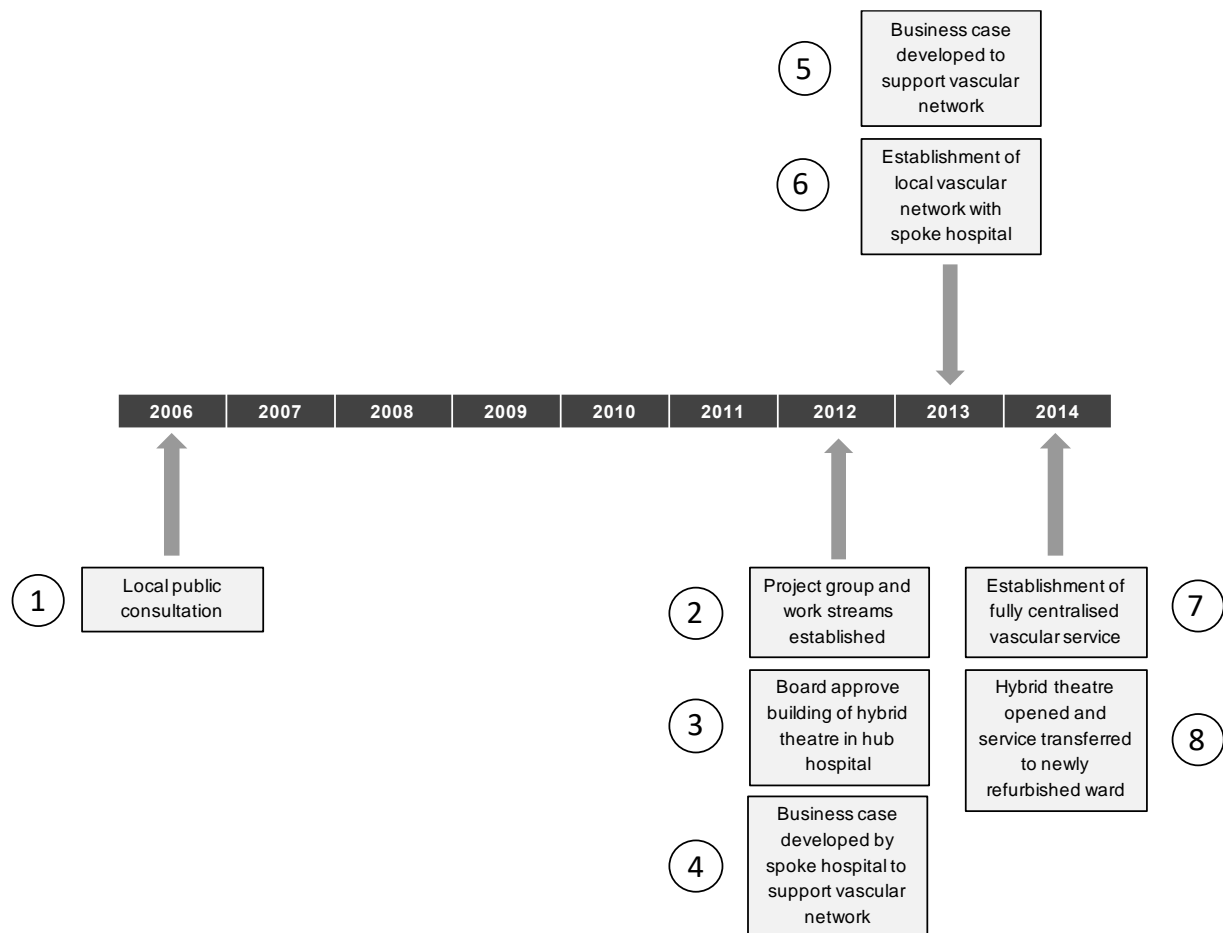 5
Business case
developed to
support vascular
network
6
Establishment of
local vascular
network with
spoke hospital
2006 2007 2008 2009 2010 2011 2012 2013 2014
1
Local public
consultation
2
Project group and
work streams
established
3
Board approve
building of hybrid
theatre in hub
hospital
4
Business case
developed by
spoke hospital to
support vascular
network
Establishment of
fully centralised
vascular service
7
Hybrid theatre
opened and
service transferred
to newly
refurbished ward
8